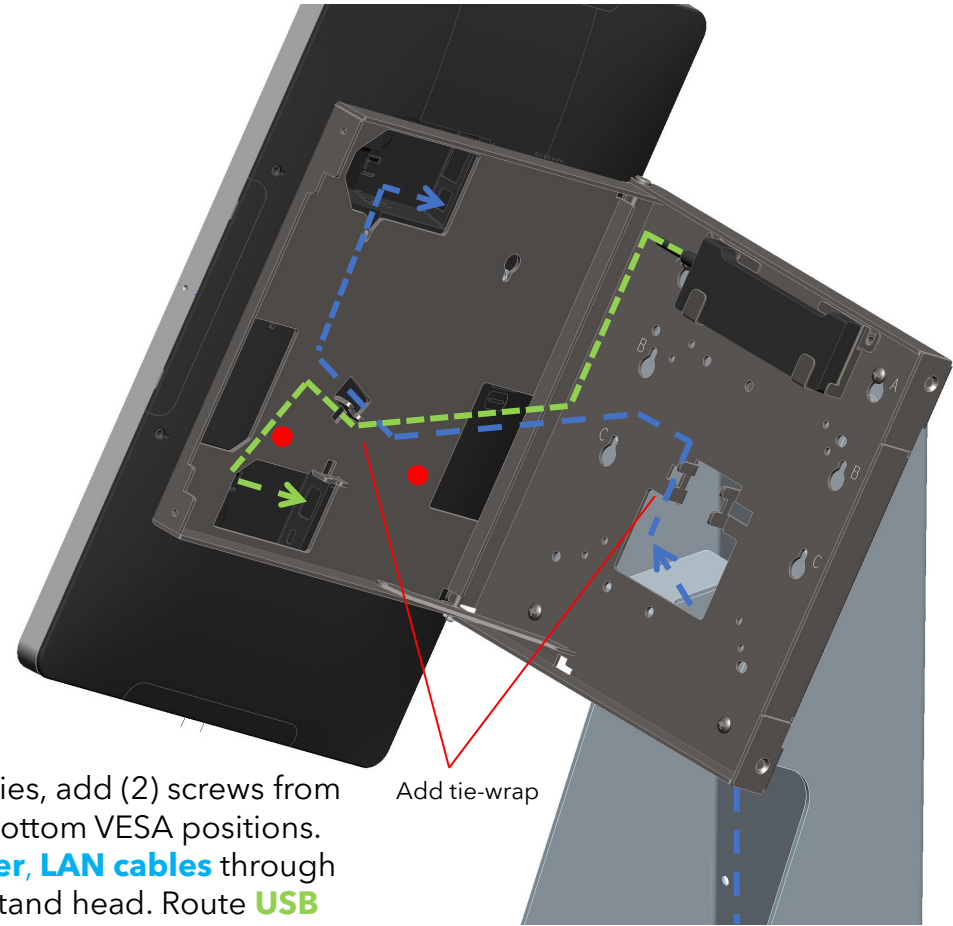 B
A
C
B
C
Add tie-wrap
ies, add (2) screws from
ottom VESA positions.
er, LAN cables through
tand head. Route USB